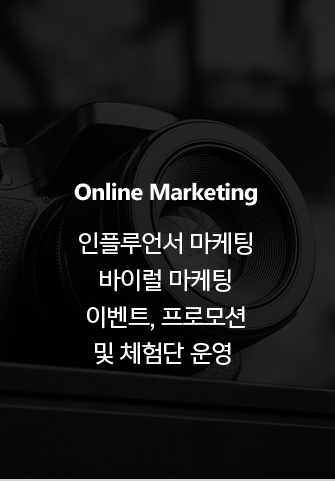 Online Marketing
인플루언서 마케팅
바이럴 마케팅
이벤트, 프로모션
및 체험단 운영